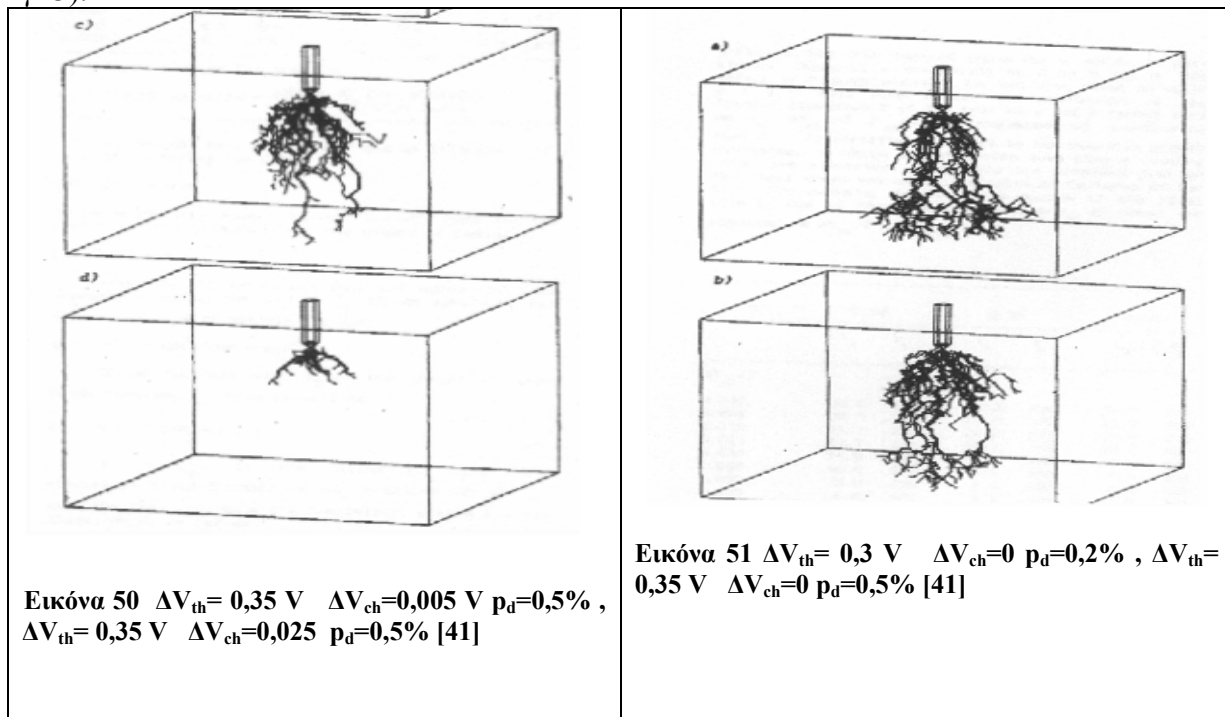 c)
d)
Εικόνα 50 ΔVth= 0,35 V ΔVch=0,005 V pd=0,5% ,
ΔVth= 0,35 V ΔVch=0,025 pd=0,5% [41]
a)
b)
Εικόνα 51 ΔVth= 0,3 V ΔVch=0 pd=0,2% , ΔVth=
0,35 V ΔVch=0 pd=0,5% [41]